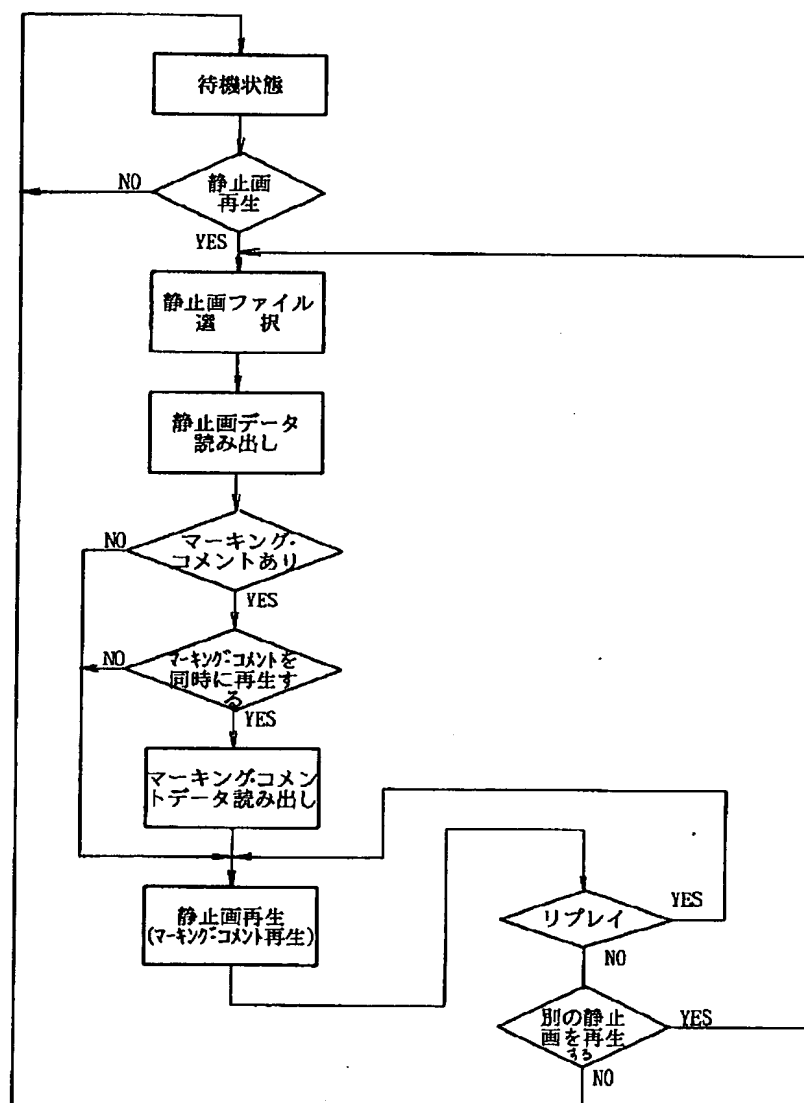 待機状態
NO
静止画
再生
YES
静止画ファイル
選 択
静止画データ
読み出し
NO
マーキング・
コメントあり
YES
NO
マーキング・コメントを
同時に再生す
る
YES
マーキング・コメン
トデータ読み出し
静止画再生
(マーキング・コメント再生)
リプレイ
YES
NO
別の静止
画を再生
する
YES
NO